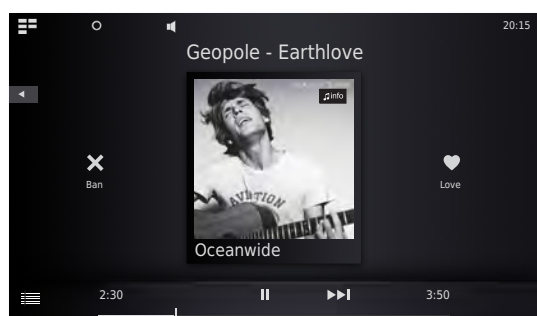 20:15
Geopole - Earthlove
info
AVIATION
Ban
Love
Oceanwide
2:30
3:50